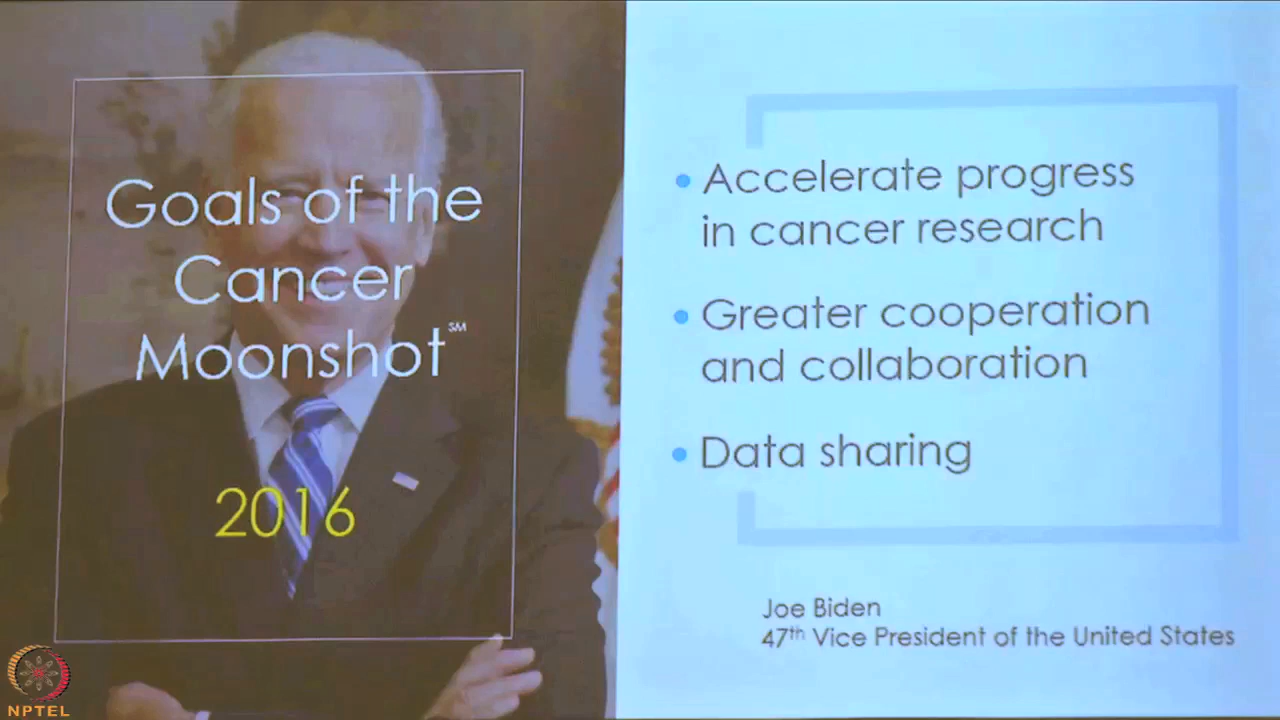 Goals of the
Cancer
Moonshot℠
2016
• Accelerate progress
in cancer research
• Greater cooperation
and collaboration
• Data sharing
Joe Biden
47th Vice President of the United States
NPTEL